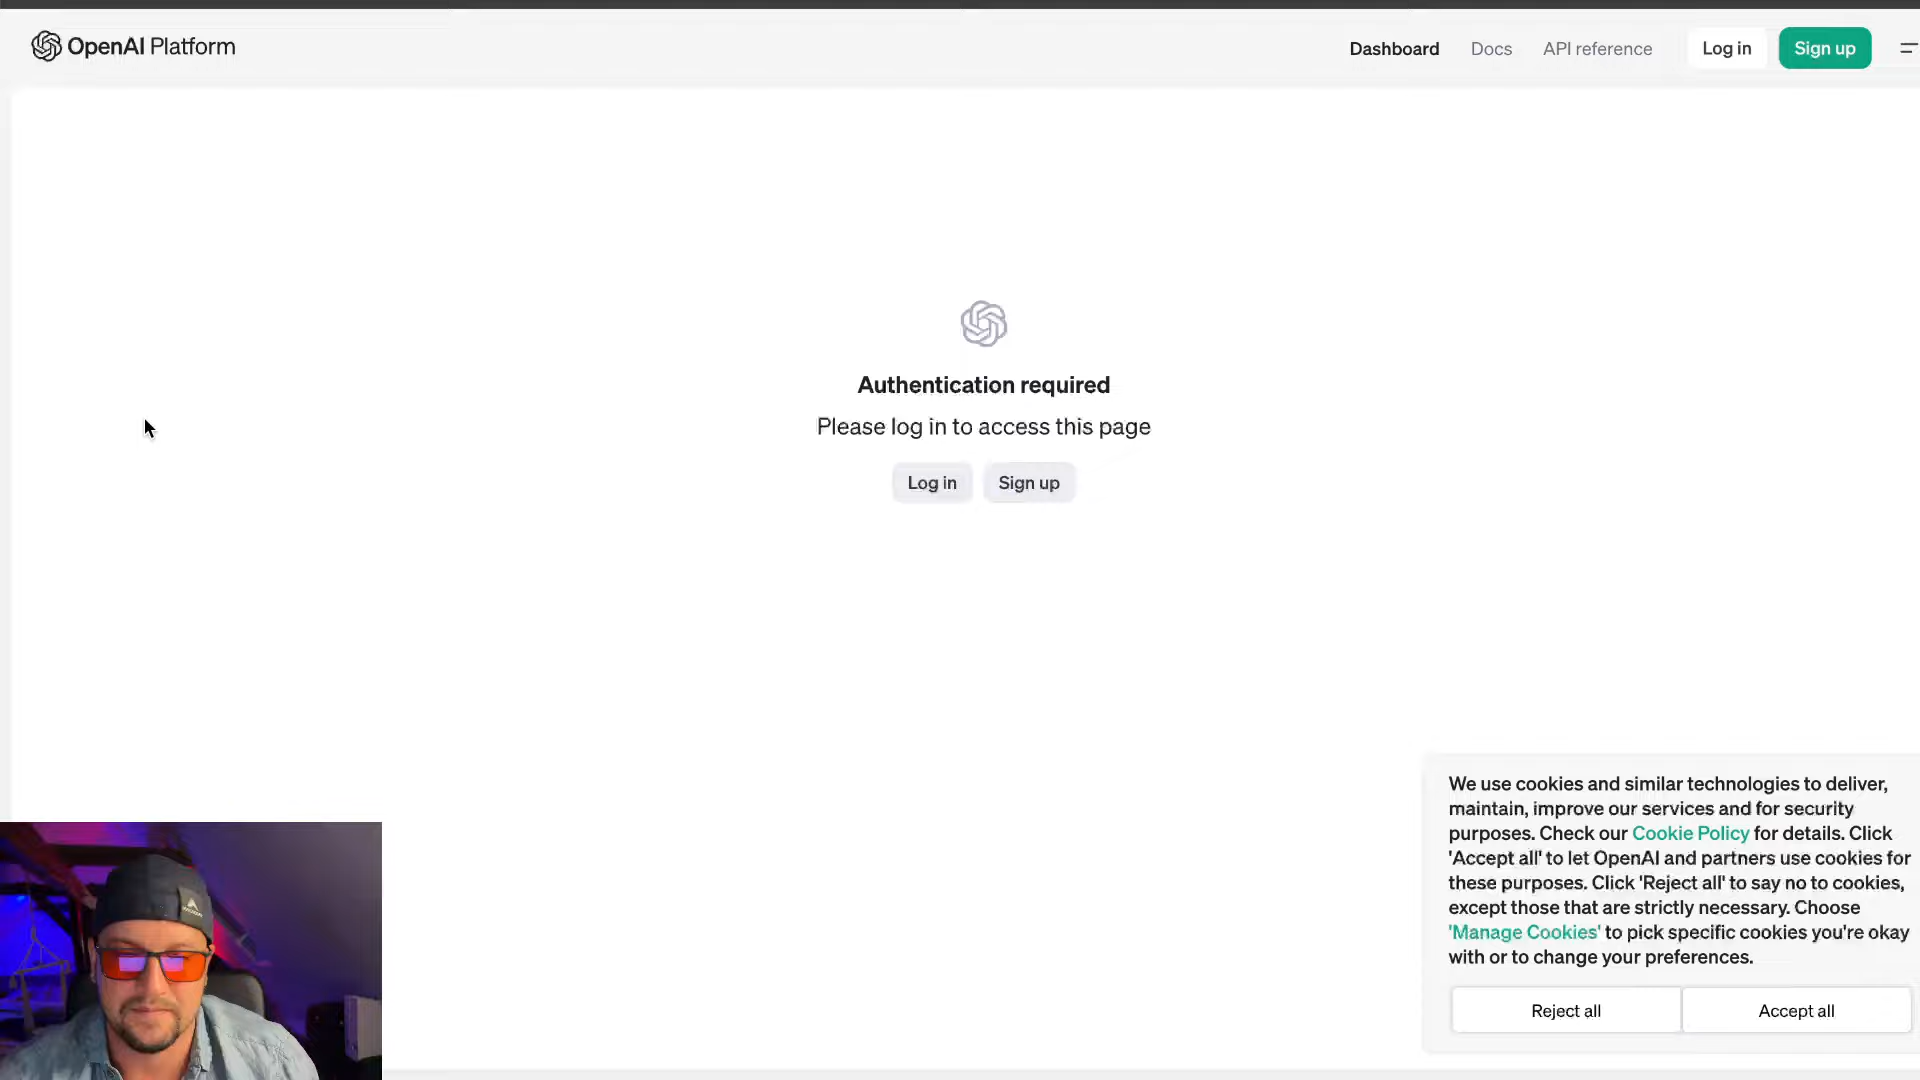 OpenAI Platform
Dashboard
Docs
API reference
Log in
Sign up
Authentication required
Please log in to access this page
Log in
Sign up
We use cookies and similar technologies to deliver,
maintain, improve our services and for security
purposes. Check our Cookie Policy for details. Click
'Accept all' to let OpenAI and partners use cookies for
these purposes. Click 'Reject all' to say no to cookies,
except those that are strictly necessary. Choose
'Manage Cookies' to pick specific cookies you're okay
with or to change your preferences.
Reject all
Accept all